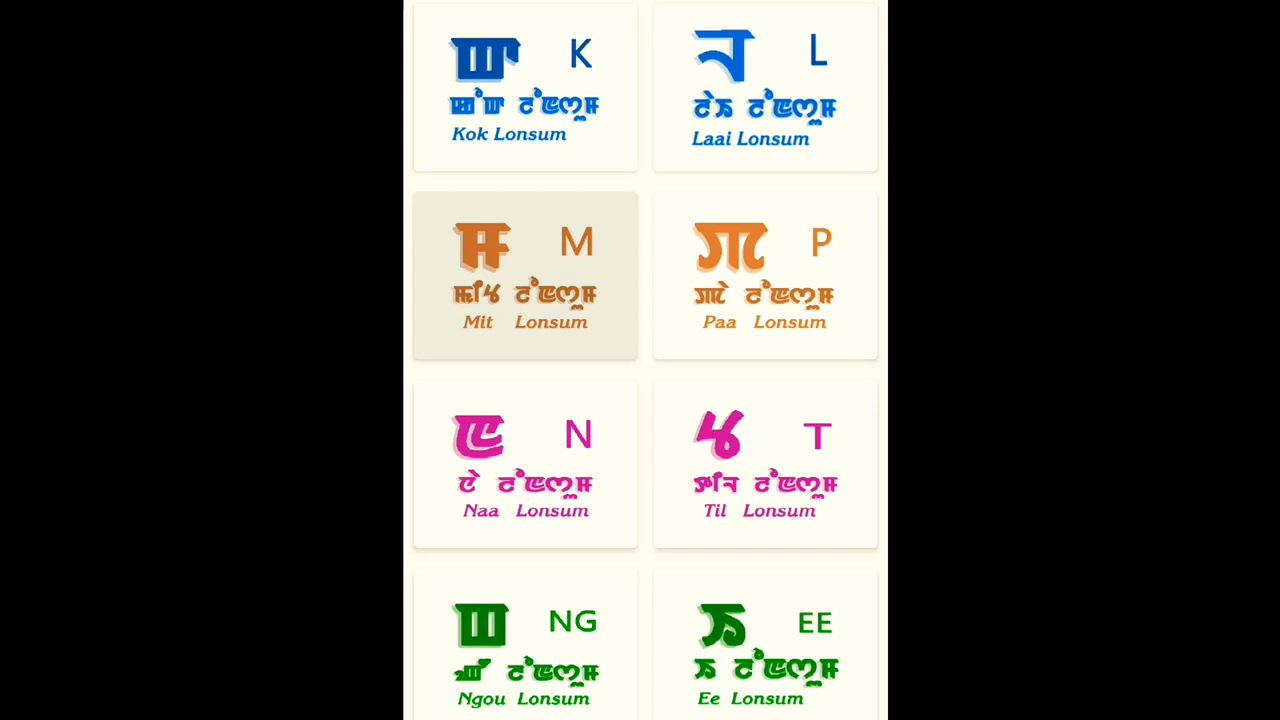 ꯛ K
ꯀꯣꯛ ꯂꯣꯟꯁꯨꯝ
Kok Lonsum
ꯜ L
ꯂꯥꯢ ꯂꯣꯟꯁꯨꯝ
Laai Lonsum
ꯝ M
ꯃꯤꯠ ꯂꯣꯟꯁꯨꯝ
Mit Lonsum
ꯞ P
ꯄꯥ ꯂꯣꯟꯁꯨꯝ
Paa Lonsum
ꯟ N
ꯅꯥ ꯂꯣꯟꯁꯨꯝ
Naa Lonsum
ꯠ T
ꯇꯤꯜ ꯂꯣꯟꯁꯨꯝ
Til Lonsum
ꯡ NG
ꯉꯧ ꯂꯣꯟꯁꯨꯝ
Ngou Lonsum
ꯢ EE
ꯢ ꯂꯣꯟꯁꯨꯝ
Ee Lonsum